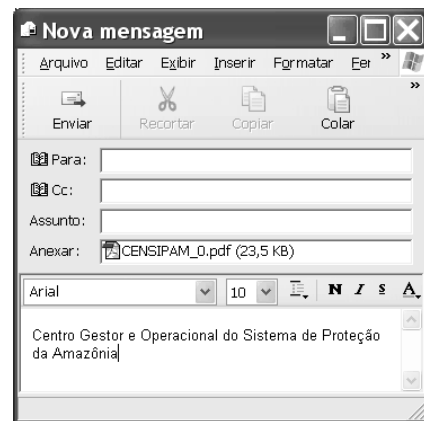 Nova mensagem
Arquivo Editar Exibir Inserir Formatar Fer »
Enviar Recortar Copiar Colar »
Para:
Cc:
Assunto:
Anexar: CENSIPAM_0.pdf (23,5 KB)
Arial 10 N I s A
Centro Gestor e Operacional do Sistema de Proteção
da Amazônia